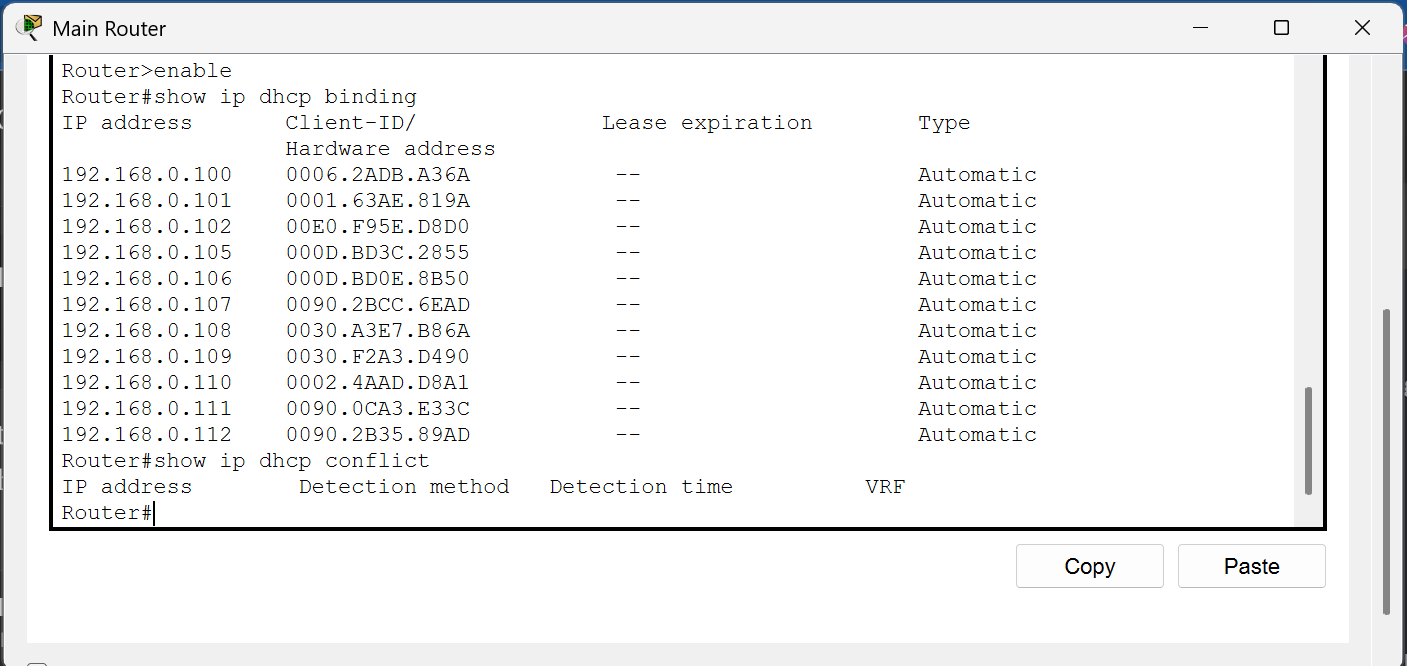 Main Router
Router>enable
Router#show ip dhcp binding
IP address       Client-ID/              Lease expiration        Type
                 Hardware address
192.168.0.100    0006.2ADB.A36A           --                     Automatic
192.168.0.101    0001.63AE.819A           --                     Automatic
192.168.0.102    00E0.F95E.D8D0           --                     Automatic
192.168.0.105    000D.BD3C.2855           --                     Automatic
192.168.0.106    000D.BD0E.8B50           --                     Automatic
192.168.0.107    0090.2BCC.6EAD           --                     Automatic
192.168.0.108    0030.A3E7.B86A           --                     Automatic
192.168.0.109    0030.F2A3.D490           --                     Automatic
192.168.0.110    0002.4AAD.D8A1           --                     Automatic
192.168.0.111    0090.0CA3.E33C           --                     Automatic
192.168.0.112    0090.2B35.89AD           --                     Automatic
Router#show ip dhcp conflict
IP address        Detection method   Detection time          VRF
Router#
Copy Paste